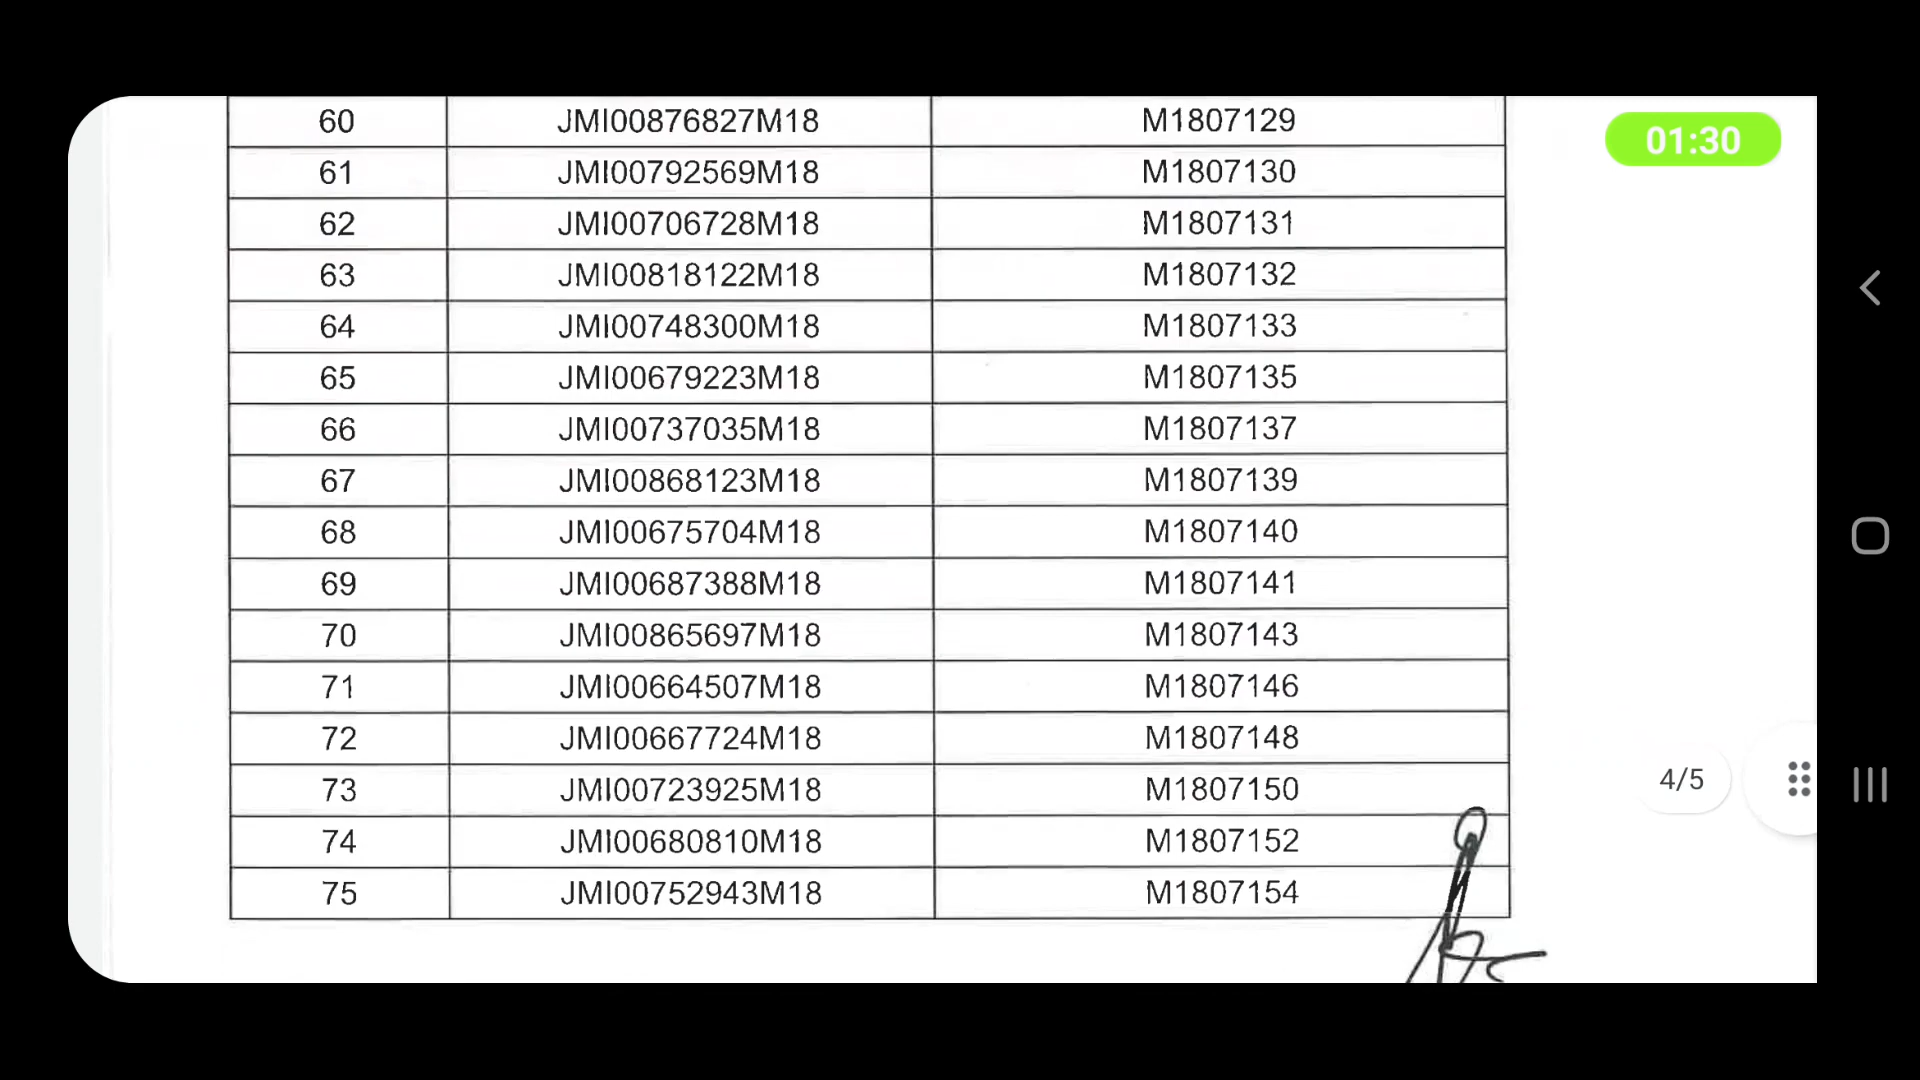 60 JMI00876827M18 M1807129
01:30
61 JMI00792569M18 M1807130
62 JMI00706728M18 M1807131
63 JMI00818122M18 M1807132
64 JMI00748300M18 M1807133
65 JMI00679223M18 M1807135
66 JMI00737035M18 M1807137
67 JMI00868123M18 M1807139
68 JMI00675704M18 M1807140
69 JMI00687388M18 M1807141
70 JMI00865697M18 M1807143
71 JMI00664507M18 M1807146
72 JMI00667724M18 M1807148
73 JMI00723925M18 M1807150
4/5
74 JMI00680810M18 M1807152
75 JMI00752943M18 M1807154